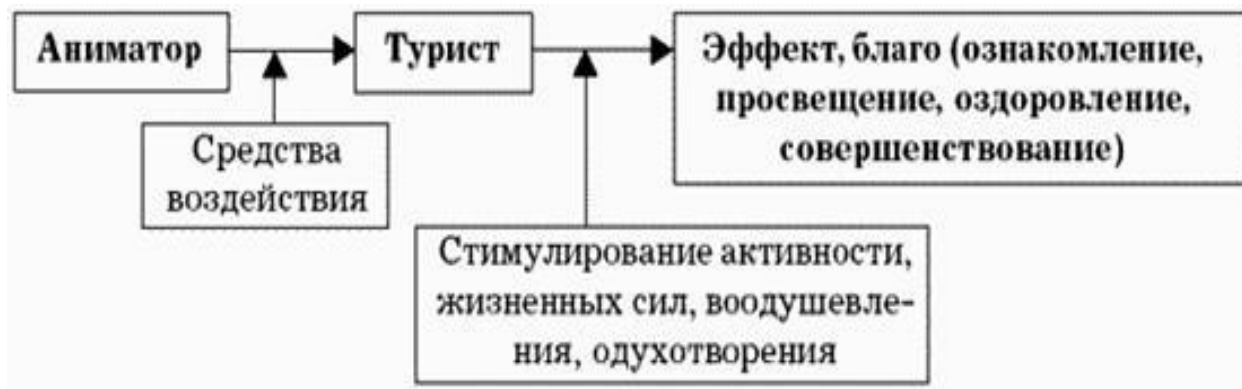 Аниматор
Турист
Эффект, благо (ознакомление,
просвещение, оздоровление,
совершенствование)
Средства
воздействия
Стимулирование активности,
жизненных сил, воодушевле-
ния, одухотворения